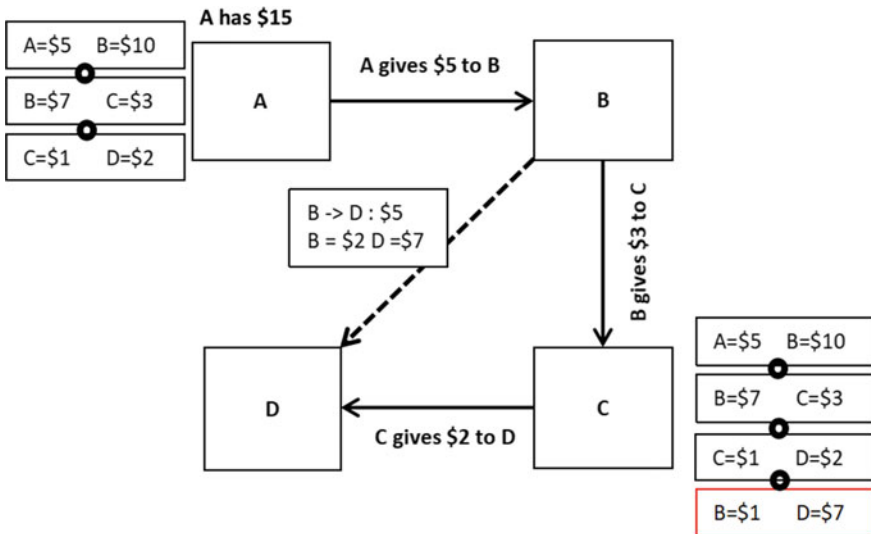 A has $15
A=$5 B=$10
B=$7 C=$3
C=$1 D=$2
A
A gives $5 to B
B
B -> D : $5
B = $2 D =$7
B gives $3 to C
D
C gives $2 to D
C
A=$5 B=$10
B=$7 C=$3
C=$1 D=$2
B=$1 D=$7